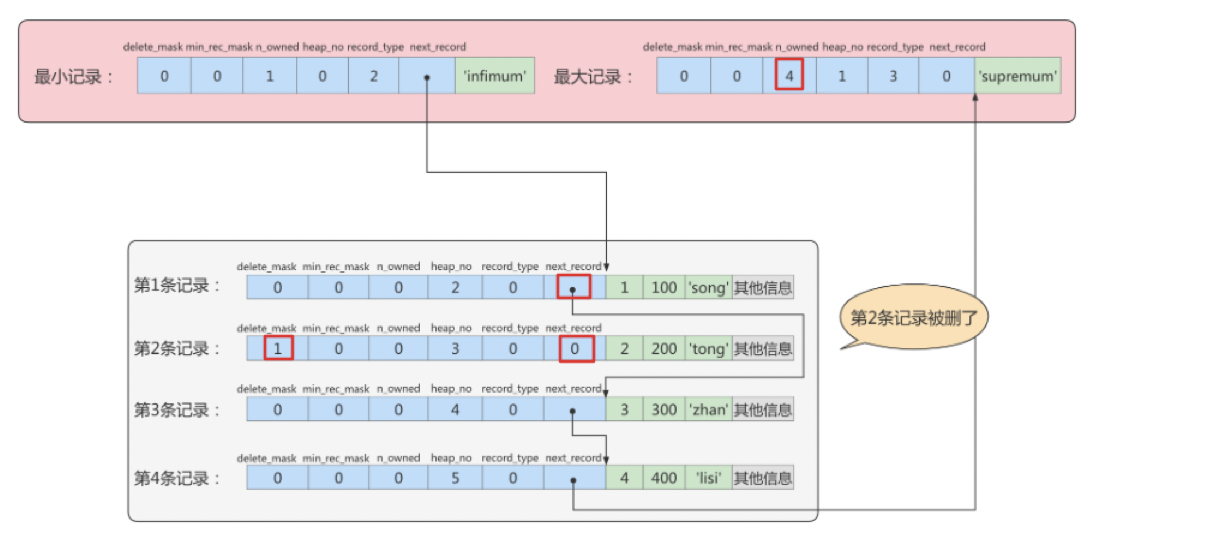 delete_mask min_rec_mask n_owned heap_no record_type next_record
最小记录： 0 0 1 0 2 'infimum'
delete_mask min_rec_mask n_owned heap_no record_type next_record
最大记录： 0 0 4 1 3 0 'supremum'
delete_mask min_rec_mask n_owned heap_no record_type next_record
第1条记录： 0 0 0 2 0 1 100 'song' 其他信息
第2条记录被删了
delete_mask min_rec_mask n_owned heap_no record_type next_record
第2条记录： 1 0 0 3 0 0 2 200 'tong' 其他信息
delete_mask min_rec_mask n_owned heap_no record_type next_record
第3条记录： 0 0 0 4 0 3 300 'zhan' 其他信息
delete_mask min_rec_mask n_owned heap_no record_type next_record
第4条记录： 0 0 0 5 0 4 400 'lisi' 其他信息